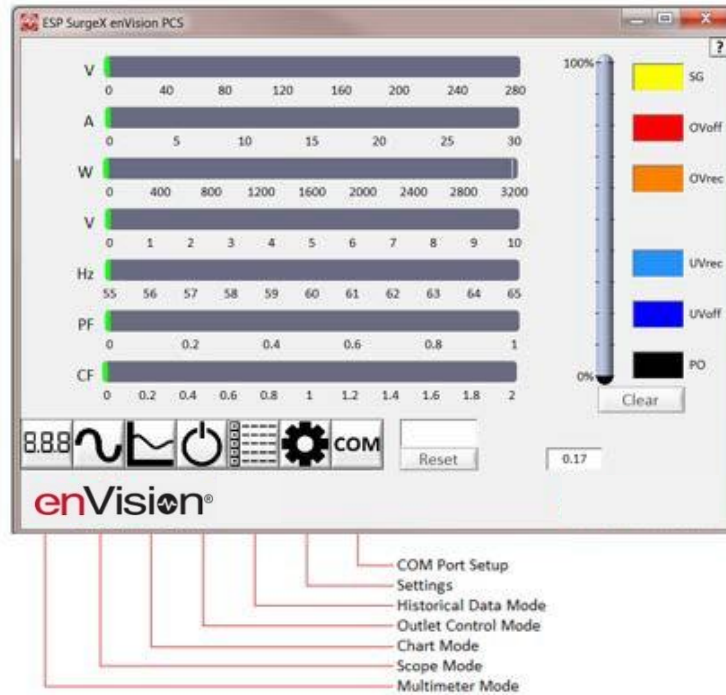 ESP SurgeX enVision PCS
?
V
0 40 80 120 160 200 240 280
A
0 5 10 15 20 25 30
W
0 400 800 1200 1600 2000 2400 2800 3200
V
0 1 2 3 4 5 6 7 8 9 10
Hz
55 56 57 58 59 60 61 62 63 64 65
PF
0 0.2 0.4 0.6 0.8 1
CF
0 0.2 0.4 0.6 0.8 1 1.2 1.4 1.6 1.8 2
100%
0%
SG
OVoff
OVrec
UVrec
UVoff
PO
Clear
8.8.8
COM
Reset
0.17
enVision®
COM Port Setup
Settings
Historical Data Mode
Outlet Control Mode
Chart Mode
Scope Mode
Multimeter Mode